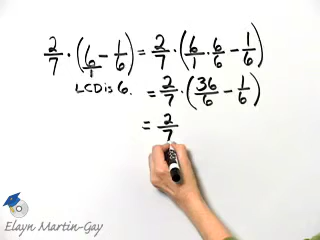 2/7 · (6/1 - 1/6) = 2/7 · (6/1 · 6/6 - 1/6)
LCD is 6. = 2/7 · (36/6 - 1/6)
= 2/7
Elayn Martin-Gay